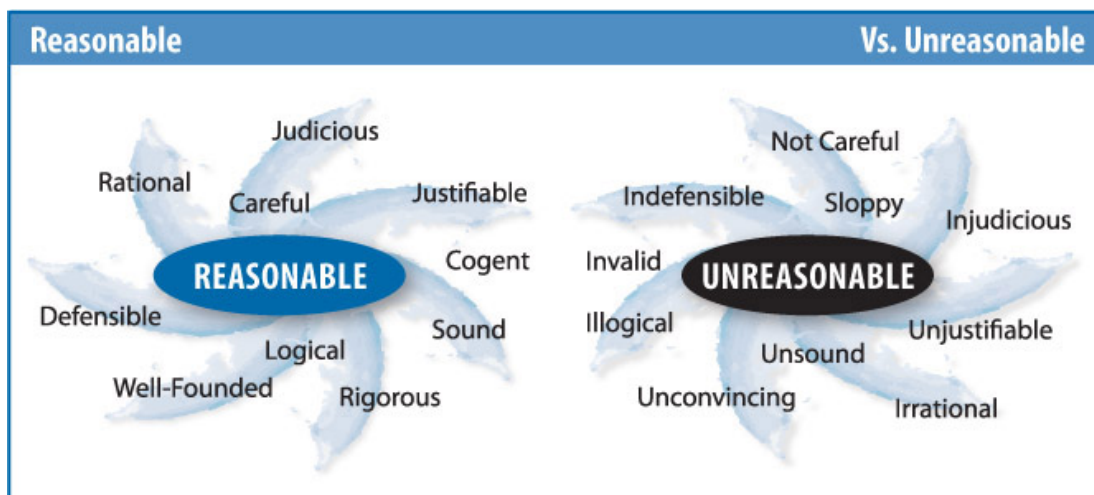 Reasonable
Vs. Unreasonable
Judicious
Rational
Careful
Justifiable
REASONABLE
Cogent
Defensible
Sound
Logical
Well-Founded
Rigorous
Not Careful
Indefensible
Sloppy
Injudicious
Invalid
UNREASONABLE
Illogical
Unjustifiable
Unsound
Unconvincing
Irrational